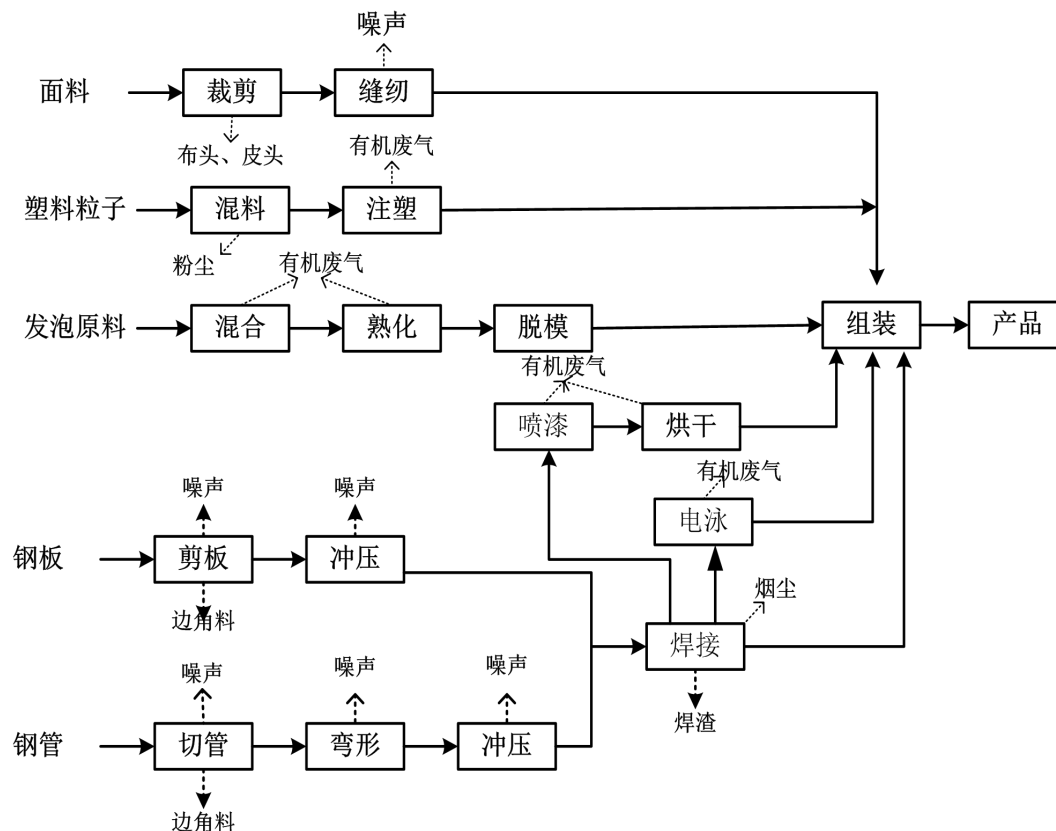 噪声
面料
裁剪
缝纫
布头、皮头
有机废气
塑料粒子
混料
注塑
粉尘
有机废气
发泡原料
混合
熟化
脱模
组装
产品
有机废气
喷漆
烘干
有机废气
电泳
噪声
噪声
钢板
剪板
冲压
边角料
烟尘
焊接
焊渣
噪声
噪声
噪声
钢管
切管
弯形
冲压
边角料